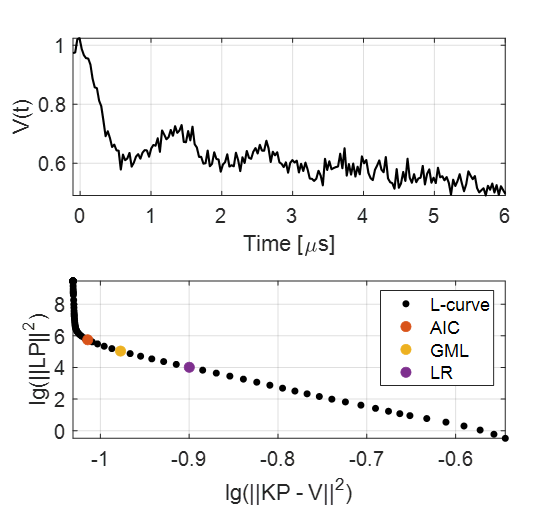 1
0.8
0.6
V(t)
0 1 2 3 4 5 6
Time [μs]
8
6
4
2
0
lg(||LP||²)
L-curve
AIC
GML
LR
-1 -0.9 -0.8 -0.7 -0.6
lg(||KP - V||²)